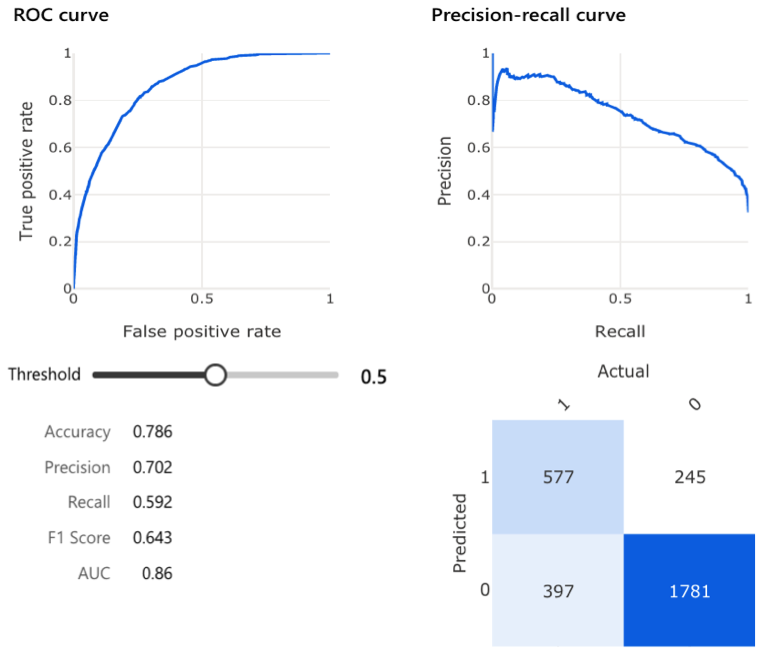 ROC curve
Precision-recall curve
1
0.8
0.6
0.4
0.2
0
0
0.5
1
True positive rate
False positive rate
1
0.8
0.6
0.4
0.2
0
0
0.5
1
Precision
Recall
Threshold 0.5
Accuracy 0.786
Precision 0.702
Recall 0.592
F1 Score 0.643
AUC 0.86
Actual
1 0
Predicted
1 577 245
0 397 1781